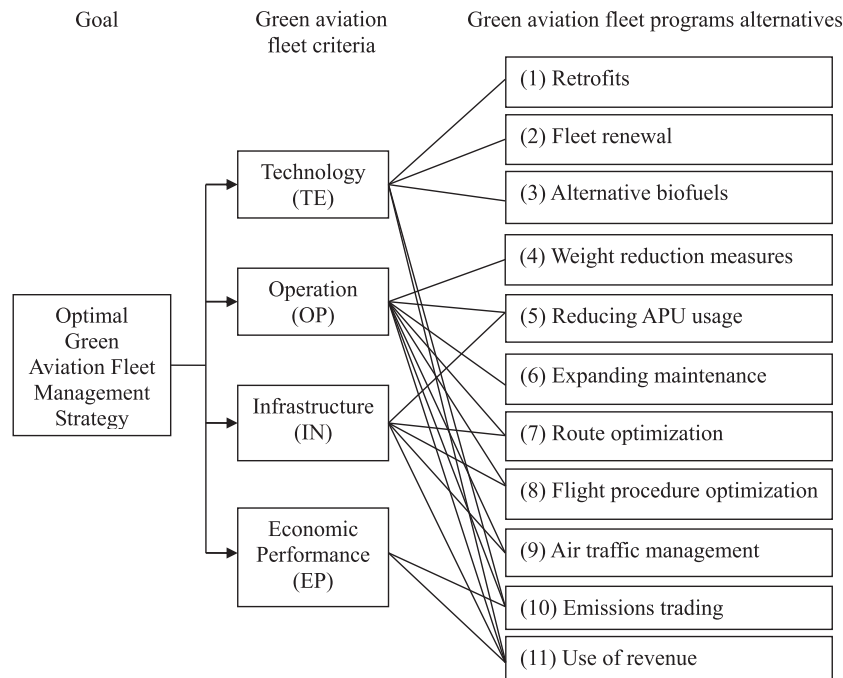 Goal
Green aviation
fleet criteria
Green aviation fleet programs alternatives
Optimal
Green
Aviation Fleet
Management
Strategy
Technology
(TE)
Operation
(OP)
Infrastructure
(IN)
Economic
Performance
(EP)
(1) Retrofits
(2) Fleet renewal
(3) Alternative biofuels
(4) Weight reduction measures
(5) Reducing APU usage
(6) Expanding maintenance
(7) Route optimization
(8) Flight procedure optimization
(9) Air traffic management
(10) Emissions trading
(11) Use of revenue